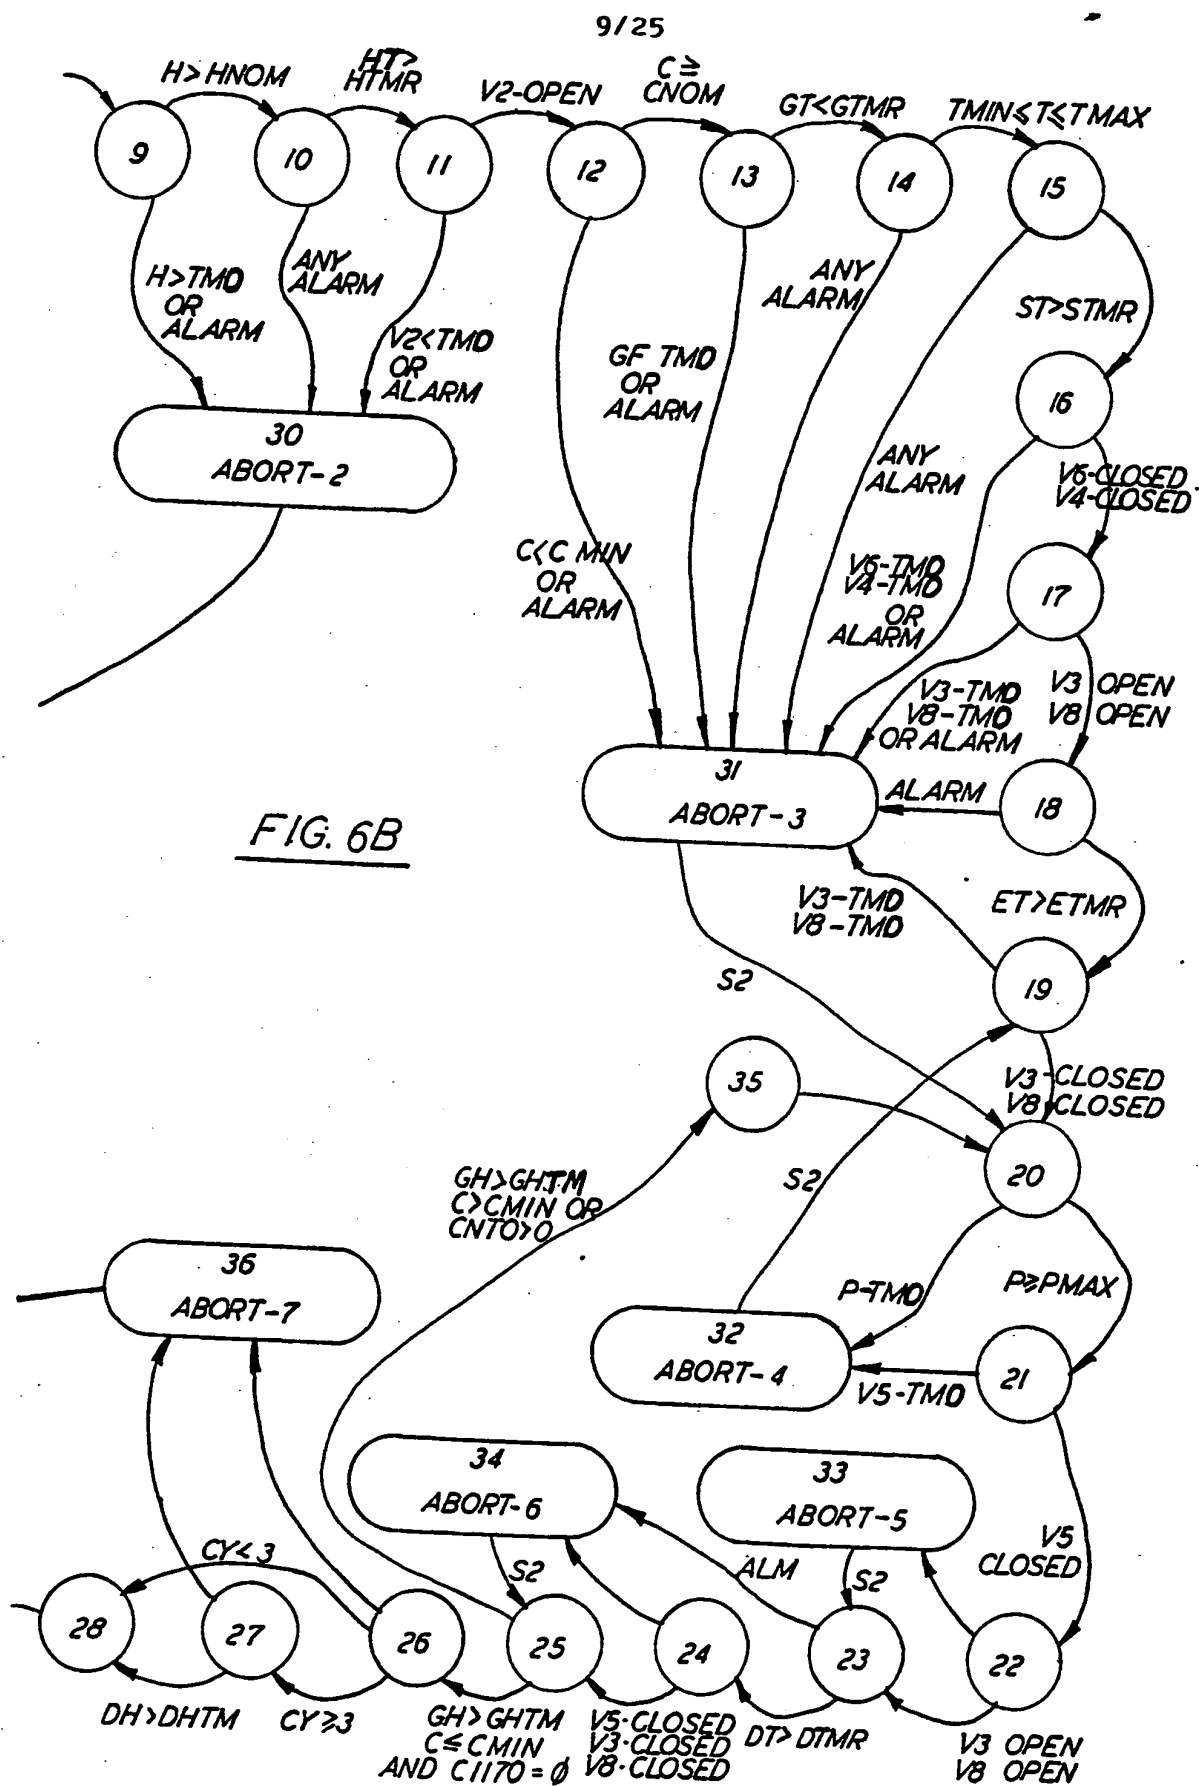 9/25
H>HNOM
HT>
HTMR
V2-OPEN
C≧
CNOM
GT<GTMR
TMIN≤T≤TMAX
9
10
11
12
13
14
15
H>TMO
OR
ALARM
ANY
ALARM
V2<TMO
OR
ALARM
ANY
ALARM
ST>STMR
GF TMO
OR
ALARM
16
30
ABORT-2
ANY
ALARM
V6-CLOSED
V4-CLOSED
C<C MIN
OR
ALARM
V6-TMO
V4-TMO
OR
ALARM
17
V3-TMO
V8-TMO
OR ALARM
V3 OPEN
V8 OPEN
31
ABORT-3
ALARM
18
FIG. 6B
V3-TMO
V8-TMO
ET>ETMR
S2
19
35
V3-CLOSED
V8-CLOSED
GH>GHTM
C>CMIN OR
CNTO>0
S2
20
36
ABORT-7
P-TMO
P≥PMAX
32
ABORT-4
V5-TMO
21
34
ABORT-6
33
ABORT-5
V5
CLOSED
CY<3
S2
ALM
S2
28
27
26
25
24
23
22
DH>DHTM
CY≥3
GH>GHTM
C≤CMIN
AND C1170=ϕ
V5-CLOSED
V3-CLOSED
V8-CLOSED
DT>DTMR
V3 OPEN
V8 OPEN